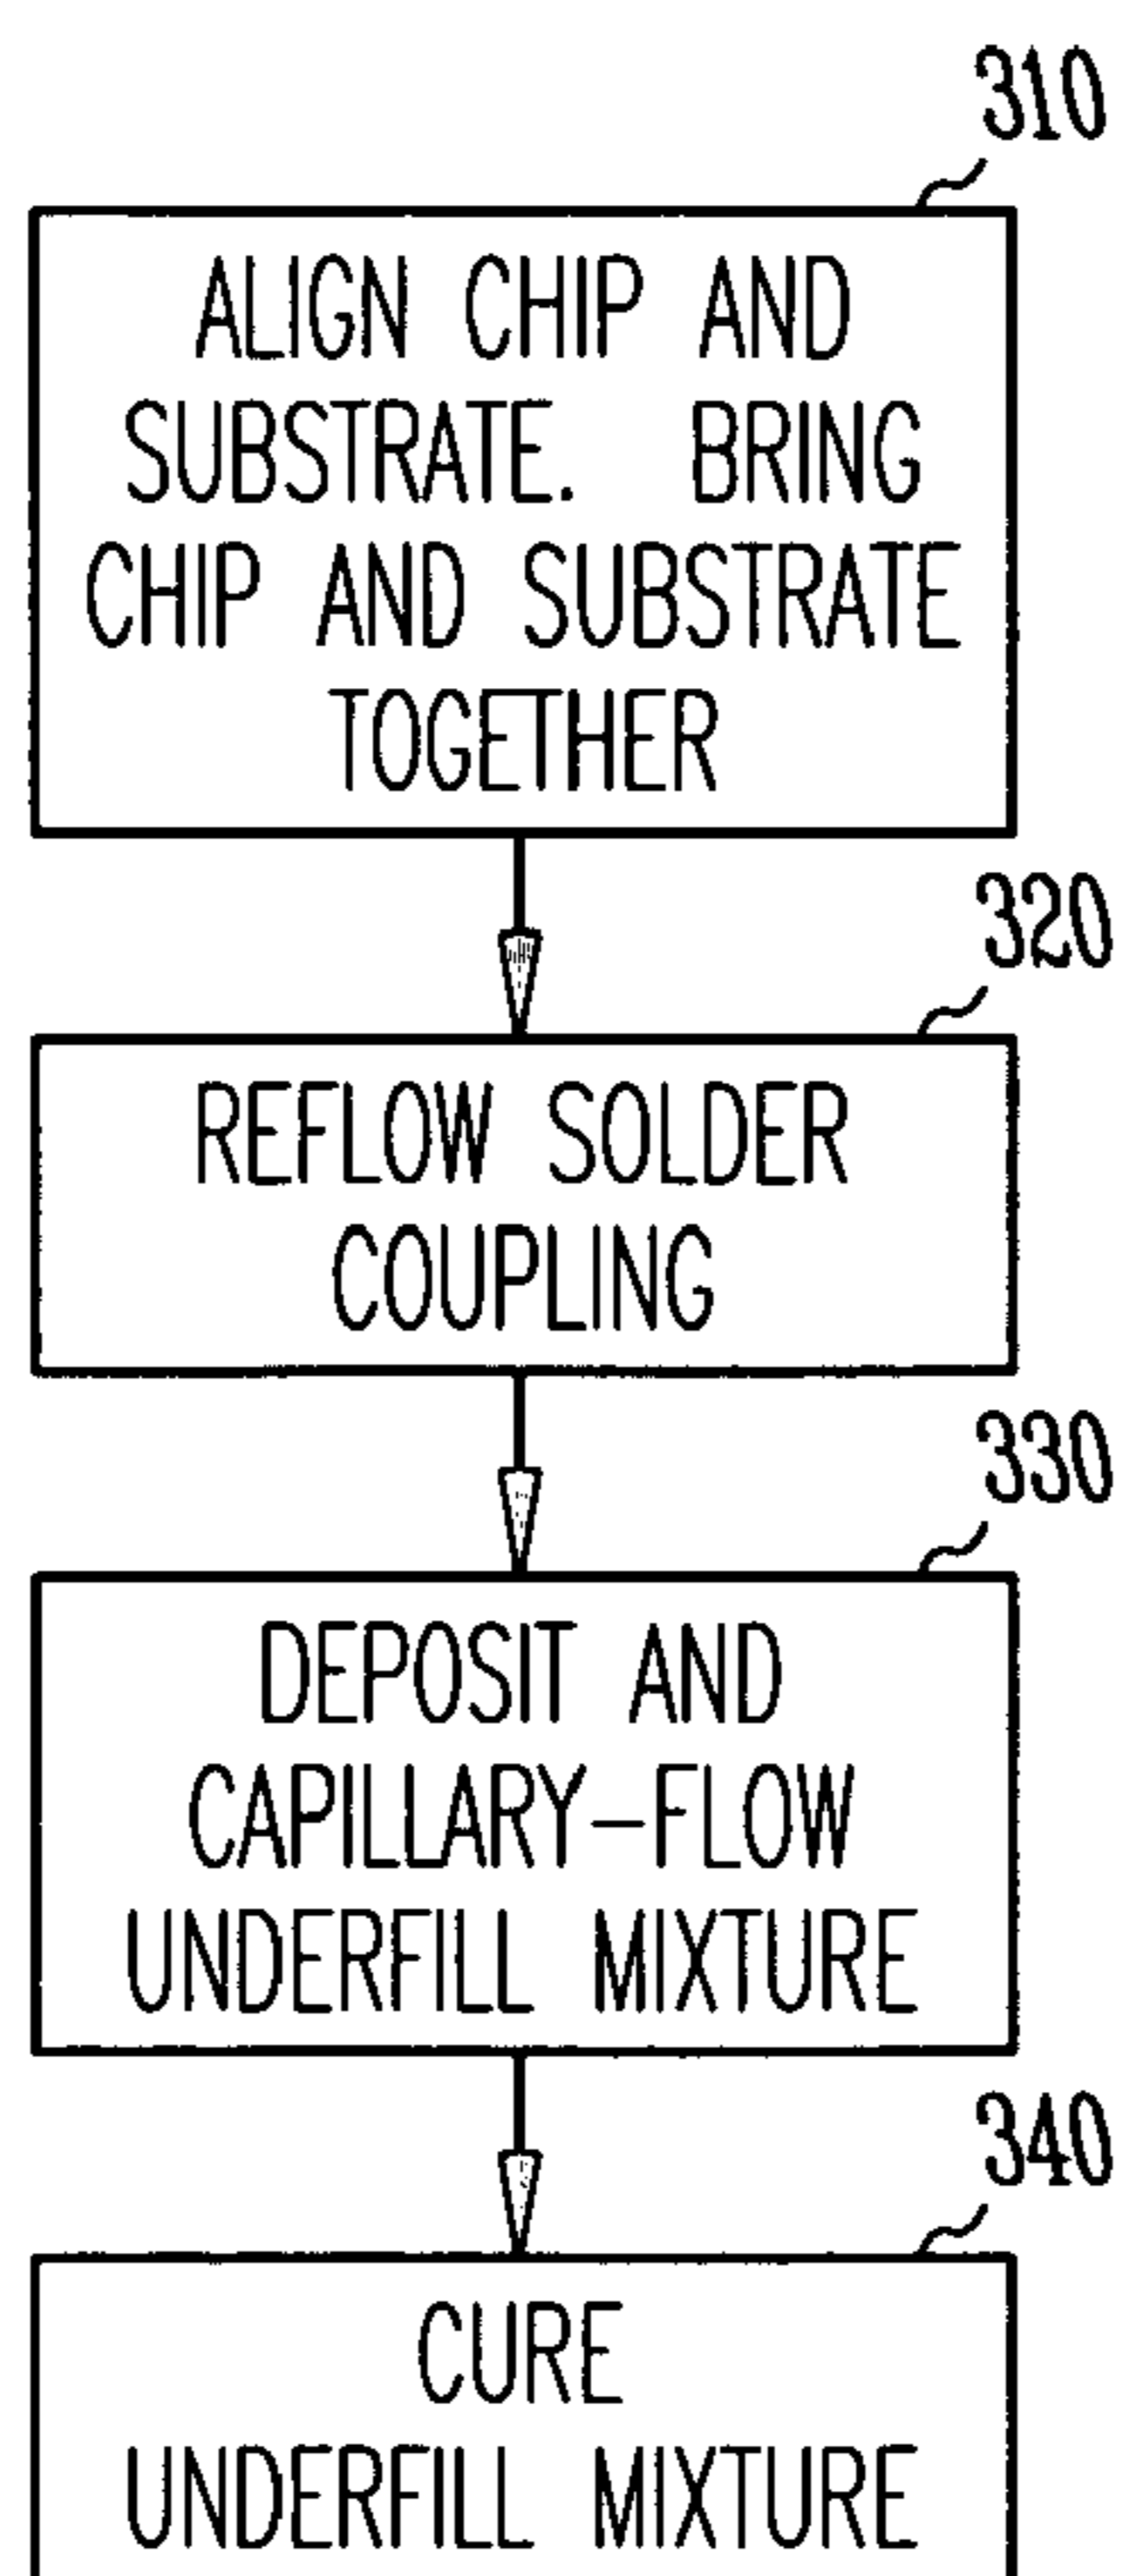 310
ALIGN CHIP AND
SUBSTRATE. BRING
CHIP AND SUBSTRATE
TOGETHER
320
REFLOW SOLDER
COUPLING
330
DEPOSIT AND
CAPILLARY-FLOW
UNDERFILL MIXTURE
340
CURE
UNDERFILL MIXTURE